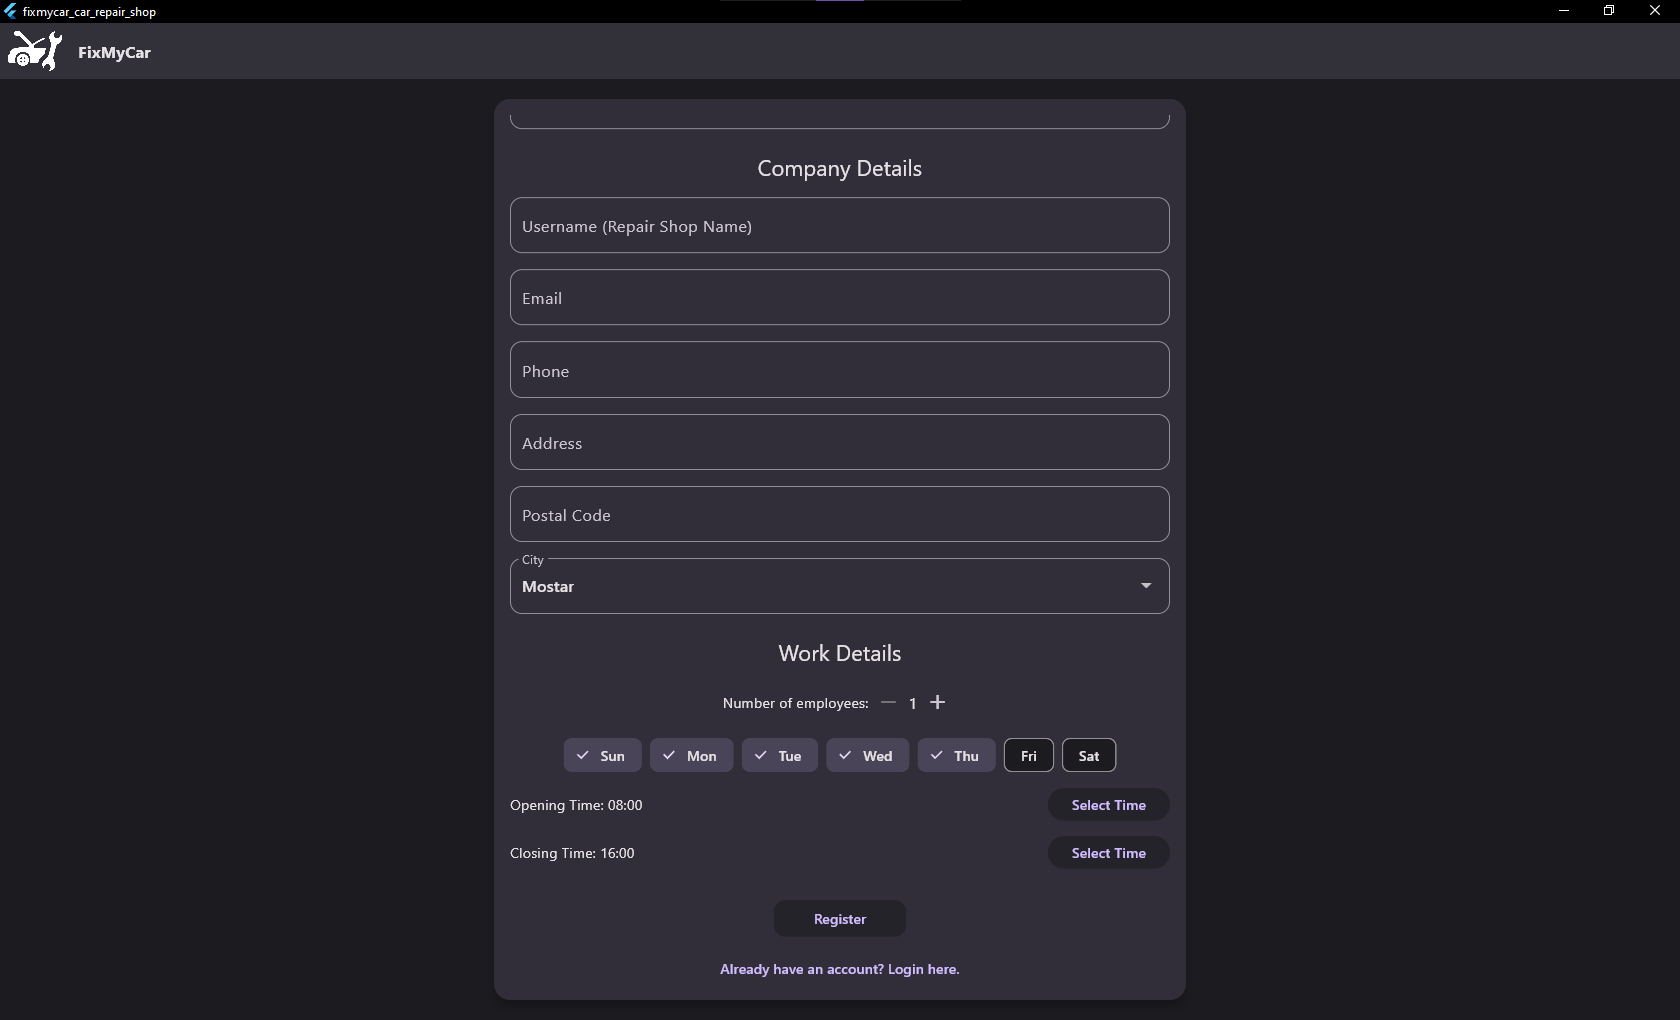 fixmycar_car_repair_shop
FixMyCar
Company Details
Username (Repair Shop Name)
Email
Phone
Address
Postal Code
City
Mostar
Work Details
Number of employees: 1
Sun Mon Tue Wed Thu Fri Sat
Opening Time: 08:00 Select Time
Closing Time: 16:00 Select Time
Register
Already have an account? Login here.